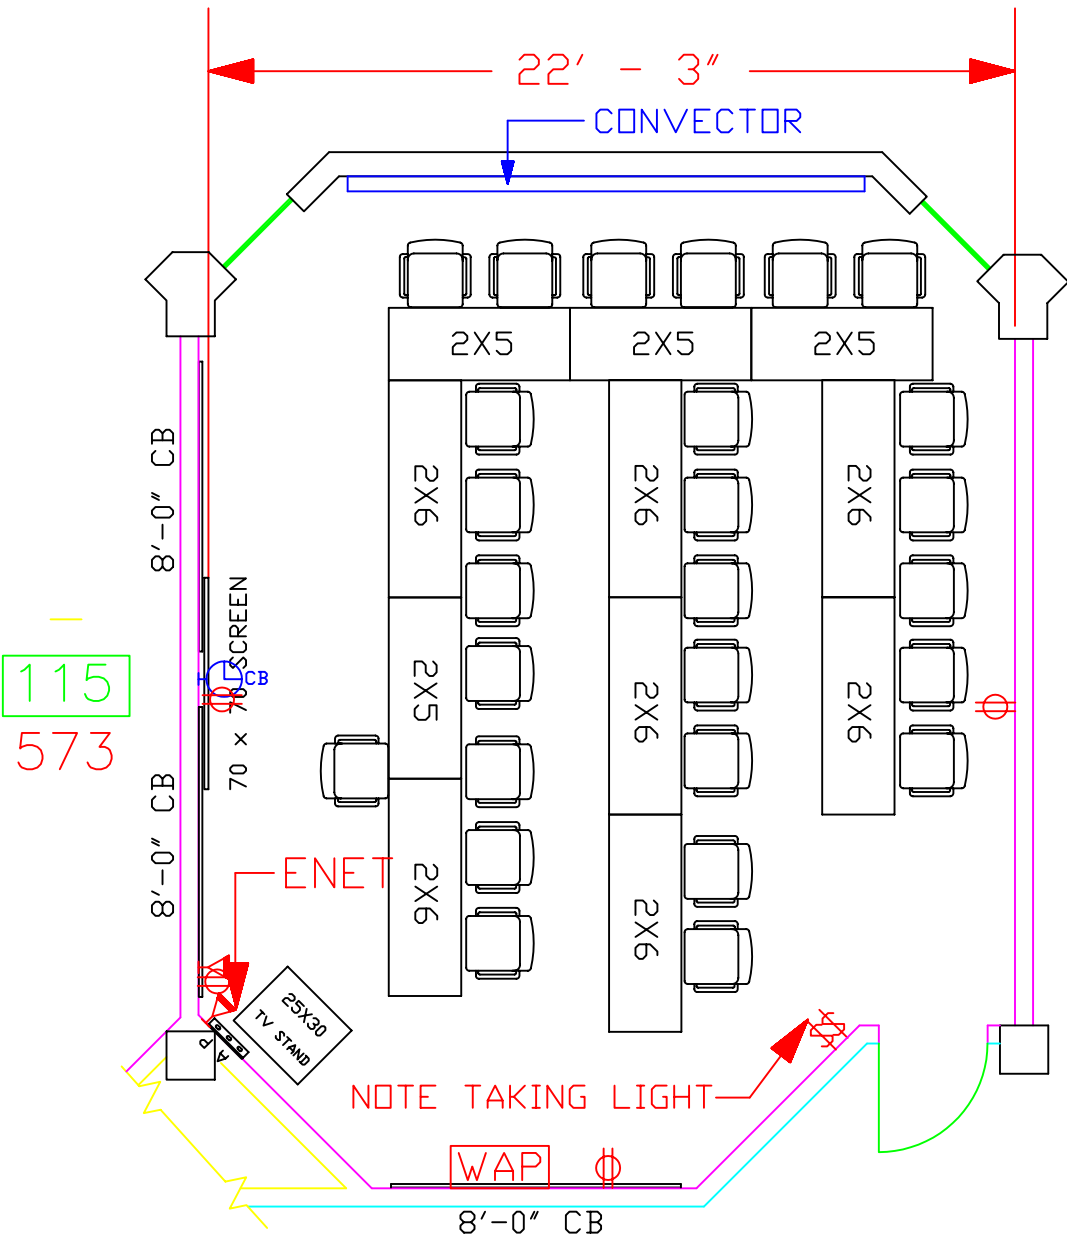 22' - 3"
CONVECTOR
2X5
2X5
2X5
2X6
2X6
2X6
8'-0" CB
70 x 70 SCREEN
CB
115
573
2X5
2X6
2X6
8'-0" CB
ENET
2X6
2X6
25X30
TV STAND
A P
NOTE TAKING LIGHT
WAP
8'-0" CB